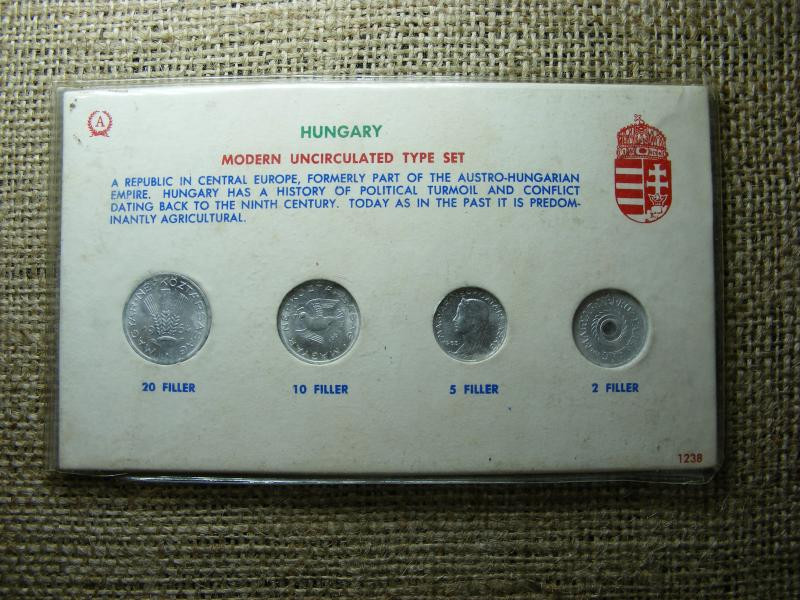 A
HUNGARY
MODERN UNCIRCULATED TYPE SET
A REPUBLIC IN CENTRAL EUROPE, FORMERLY PART OF THE AUSTRO-HUNGARIAN
EMPIRE. HUNGARY HAS A HISTORY OF POLITICAL TURMOIL AND CONFLICT
DATING BACK TO THE NINTH CENTURY. TODAY AS IN THE PAST IT IS PREDOM-
INANTLY AGRICULTURAL.
20 FILLER
10 FILLER
5 FILLER
2 FILLER
1238